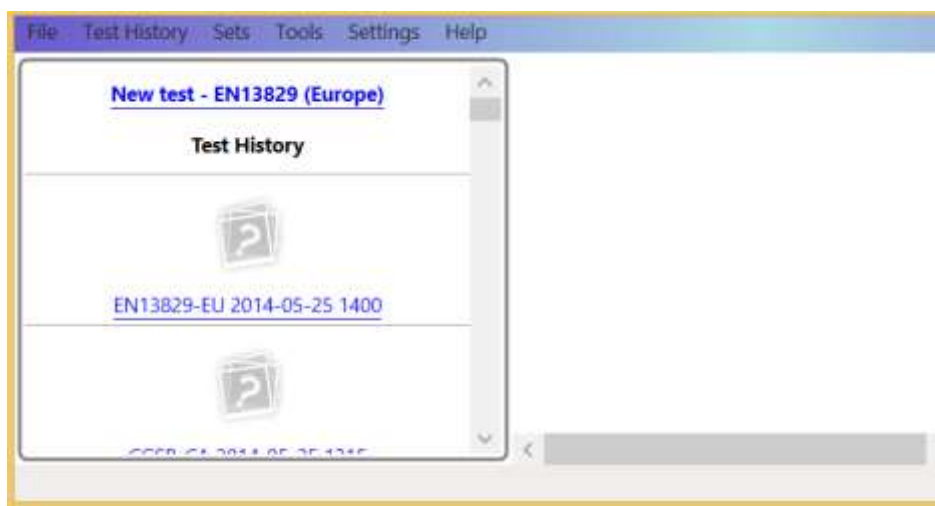 File Test History Sets Tools Settings Help
New test - EN13829 (Europe)
Test History
?
EN13829-EU 2014-05-25 1400
?